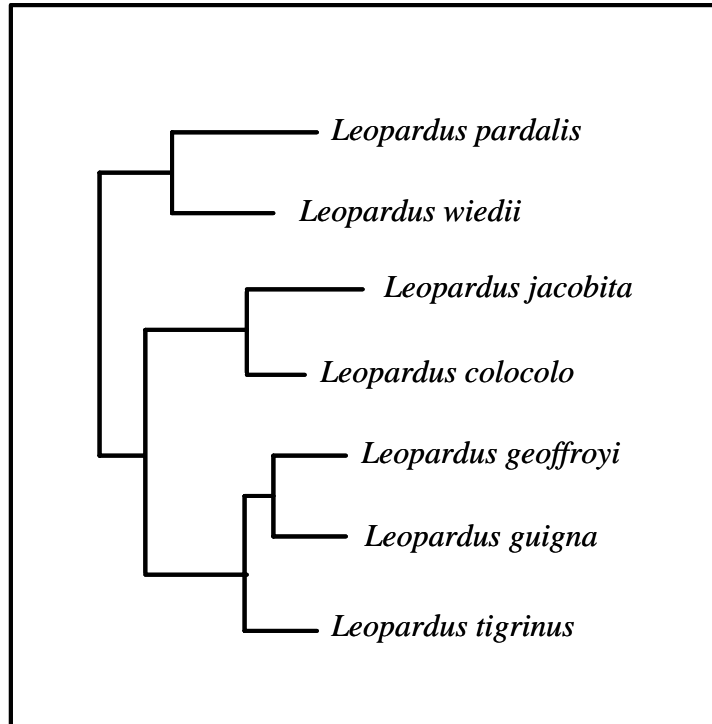 Leopardus pardalis
Leopardus wiedii
Leopardus jacobita
Leopardus colocolo
Leopardus geoffroyi
Leopardus guigna
Leopardus tigrinus